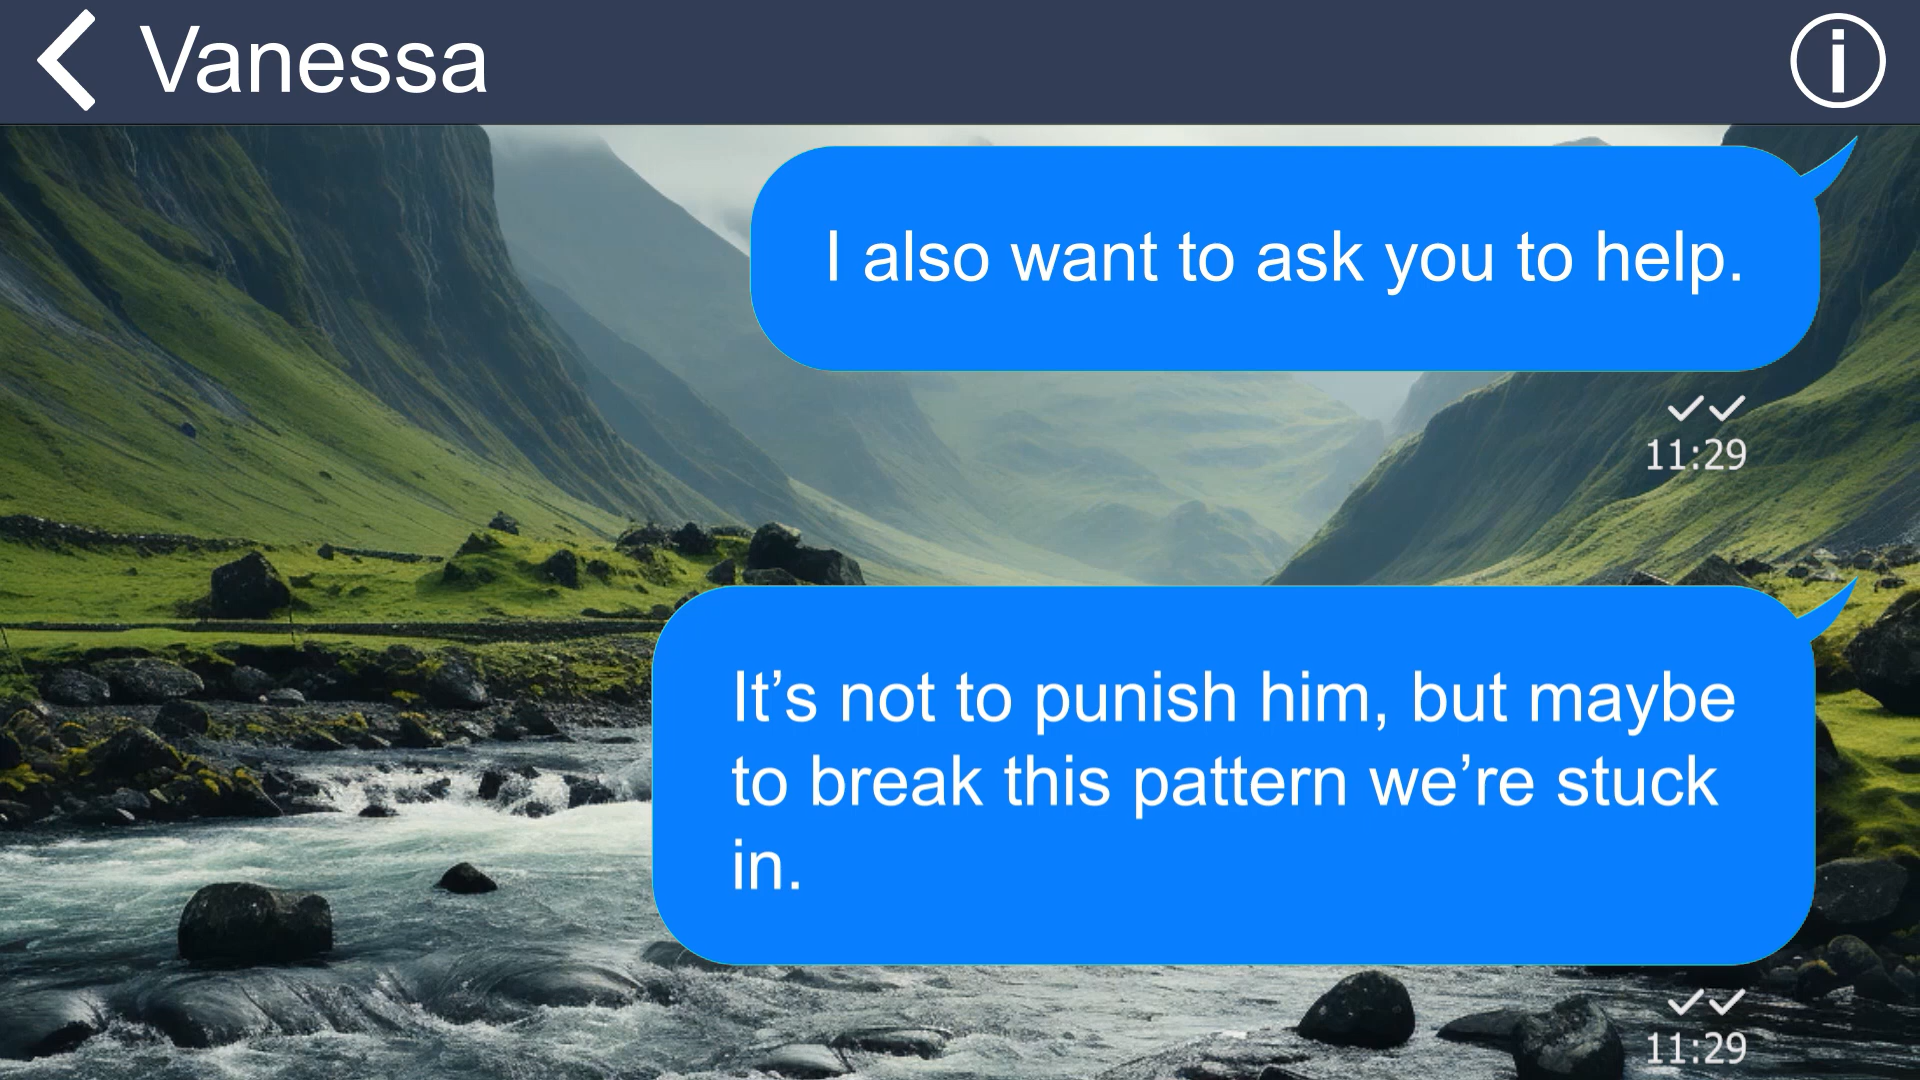 Vanessa
I also want to ask you to help.
11:29
It’s not to punish him, but maybe
to break this pattern we’re stuck
in.
11:29